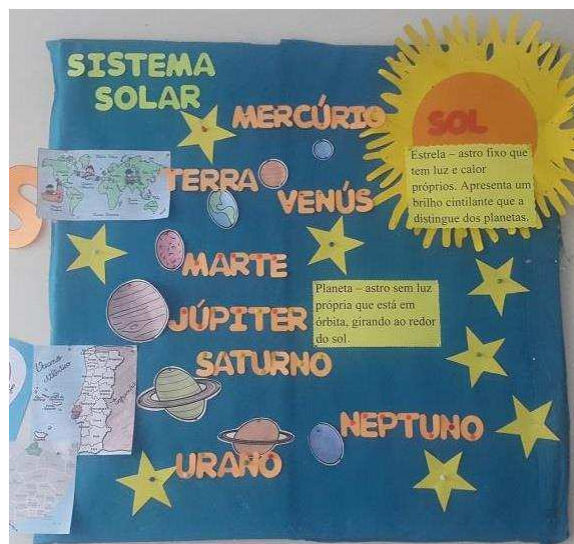 SISTEMA
SOLAR
MERCÚRIO
SOL
Estrela – astro fixo que
tem luz e calor
próprios. Apresenta um
brilho cintilante que a
distingue dos planetas.
TERRA
VENÚS
MARTE
Planeta – astro sem luz
própria que está em
órbita, girando ao redor
do sol.
JÚPITER
SATURNO
NEPTUNO
URANO
S